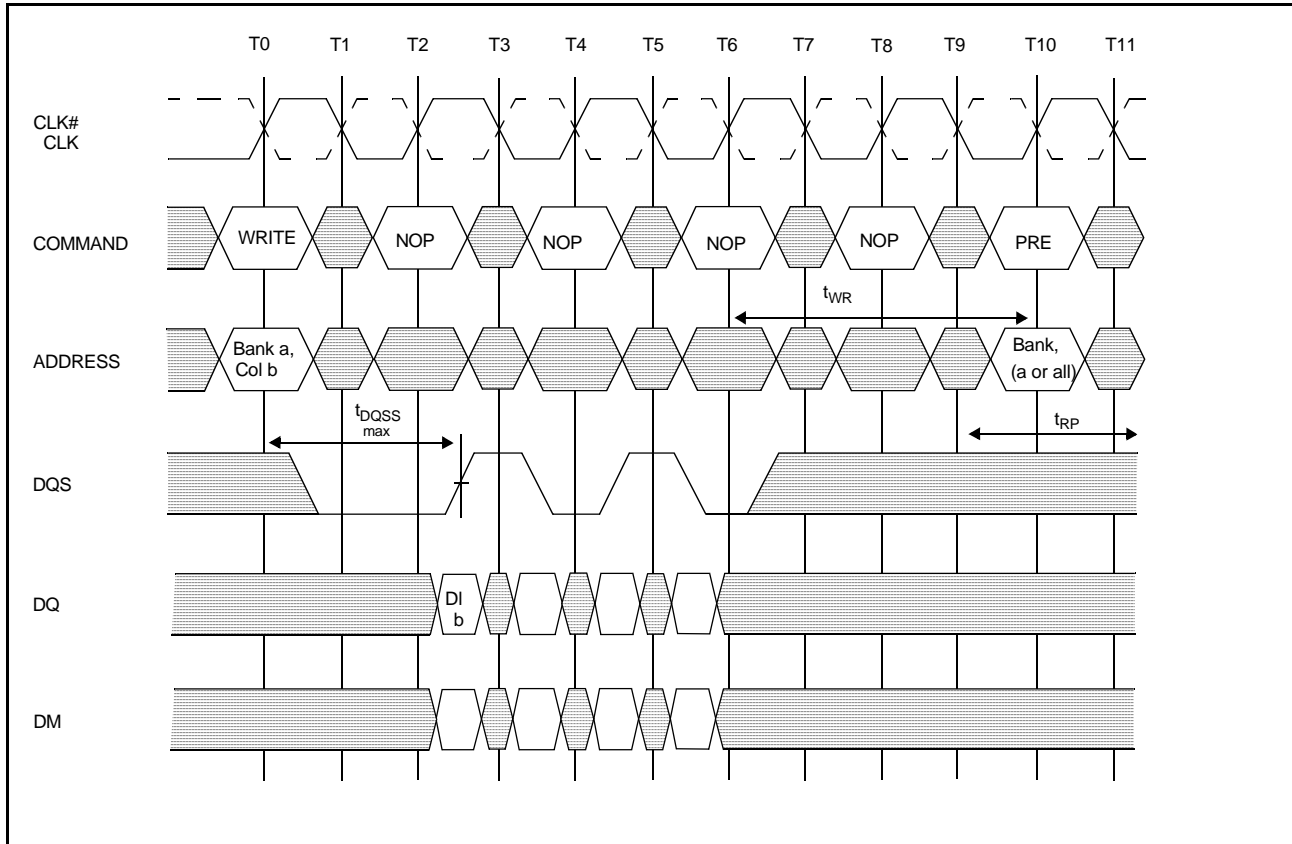 T0 T1 T2 T3 T4 T5 T6 T7 T8 T9 T10 T11
CLK#
CLK
COMMAND WRITE NOP NOP NOP NOP PRE
tWR
ADDRESS Bank a, Col b Bank, (a or all)
tDQSS max
tRP
DQS
DQ DI b
DM